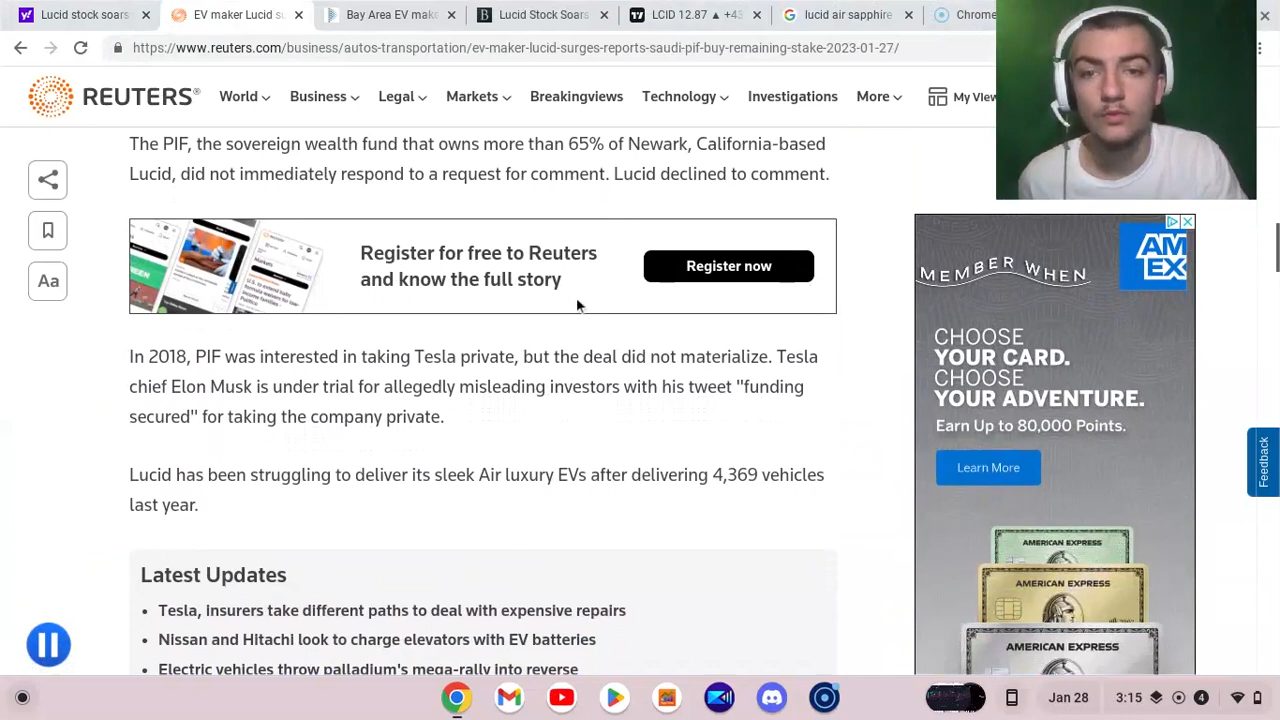 Lucid stock soars a
EV maker Lucid su
Bay Area EV make
Lucid Stock Soars
LCID 12.87 ▲ +43
lucid air sapphire
Chrome
https://www.reuters.com/business/autos-transportation/ev-maker-lucid-surges-reports-saudi-pif-buy-remaining-stake-2023-01-27/
REUTERS®
World
Business
Legal
Markets
Breakingviews
Technology
Investigations
More
My View
The PIF, the sovereign wealth fund that owns more than 65% of Newark, California-based
Lucid, did not immediately respond to a request for comment. Lucid declined to comment.
Aa
Register for free to Reuters
and know the full story
Register now
In 2018, PIF was interested in taking Tesla private, but the deal did not materialize. Tesla
chief Elon Musk is under trial for allegedly misleading investors with his tweet "funding
secured" for taking the company private.
Lucid has been struggling to deliver its sleek Air luxury EVs after delivering 4,369 vehicles
last year.
Latest Updates
• Tesla, insurers take different paths to deal with expensive repairs
• Nissan and Hitachi look to charge elevators with EV batteries
• Electric vehicles throw palladium's mega-rally into reverse
MEMBER WHEN
AM
EX
CHOOSE
YOUR CARD.
CHOOSE
YOUR ADVENTURE.
Earn Up to 80,000 Points.
Learn More
AMERICAN EXPRESS
AMERICAN EXPRESS
AMERICAN EXPRESS
Feedback
Jan 28
3:15
4